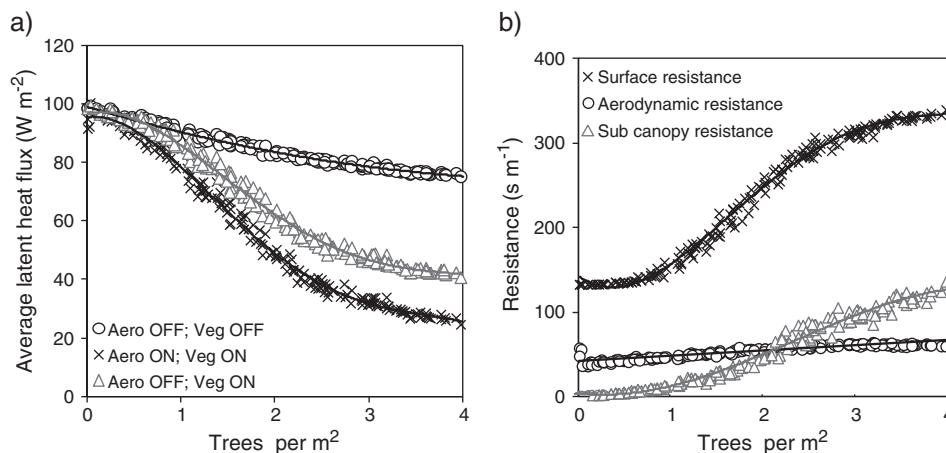 a)
Average latent heat flux (W m⁻²)
120
100
80
60
40
20
0
Aero OFF; Veg OFF
Aero ON; Veg ON
Aero OFF; Veg ON
0 1 2 3 4
Trees per m²
b)
Resistance (s m⁻¹)
400
300
200
100
0
Surface resistance
Aerodynamic resistance
Sub canopy resistance
0 1 2 3 4
Trees per m²